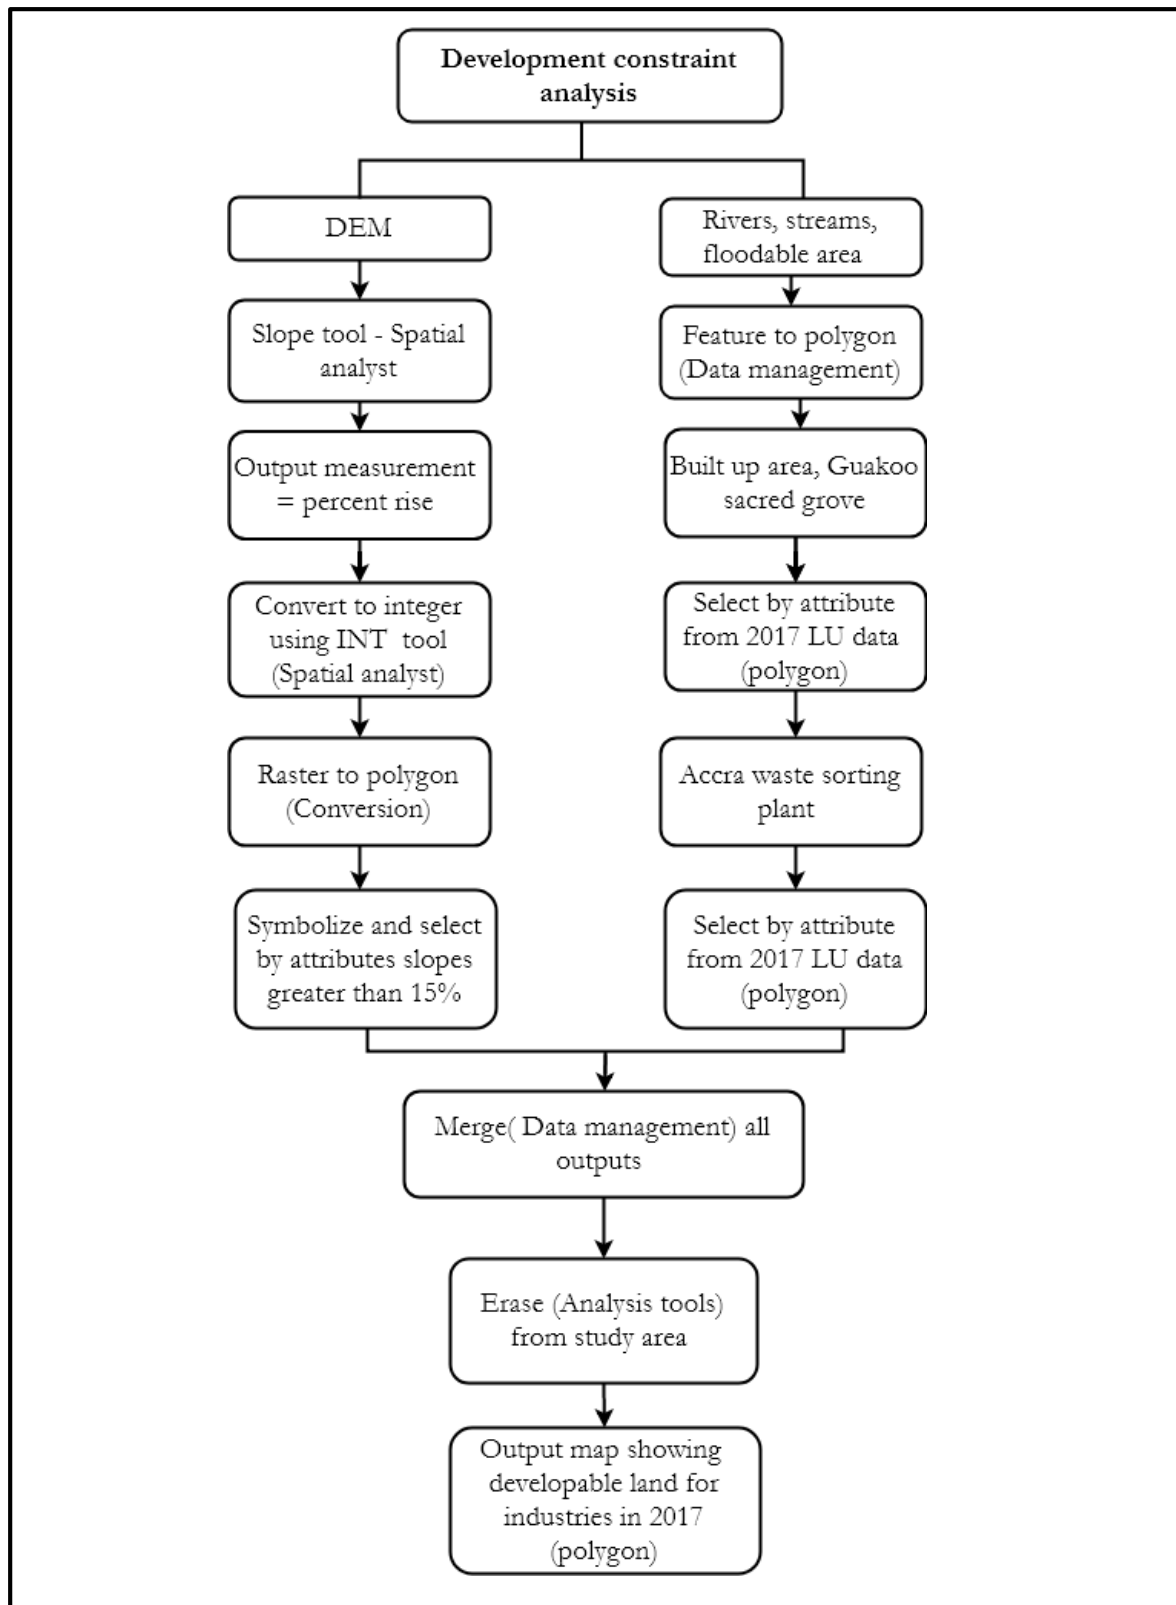 Development constraint
analysis
DEM
Slope tool - Spatial
analyst
Output measurement
= percent rise
Convert to integer
using INT tool
(Spatial analyst)
Raster to polygon
(Conversion)
Symbolize and select
by attributes slopes
greater than 15%
Rivers, streams,
floodable area
Feature to polygon
(Data management)
Built up area, Guakoo
sacred grove
Select by attribute
from 2017 LU data
(polygon)
Accra waste sorting
plant
Select by attribute
from 2017 LU data
(polygon)
Merge( Data management) all
outputs
Erase (Analysis tools)
from study area
Output map showing
developable land for
industries in 2017
(polygon)